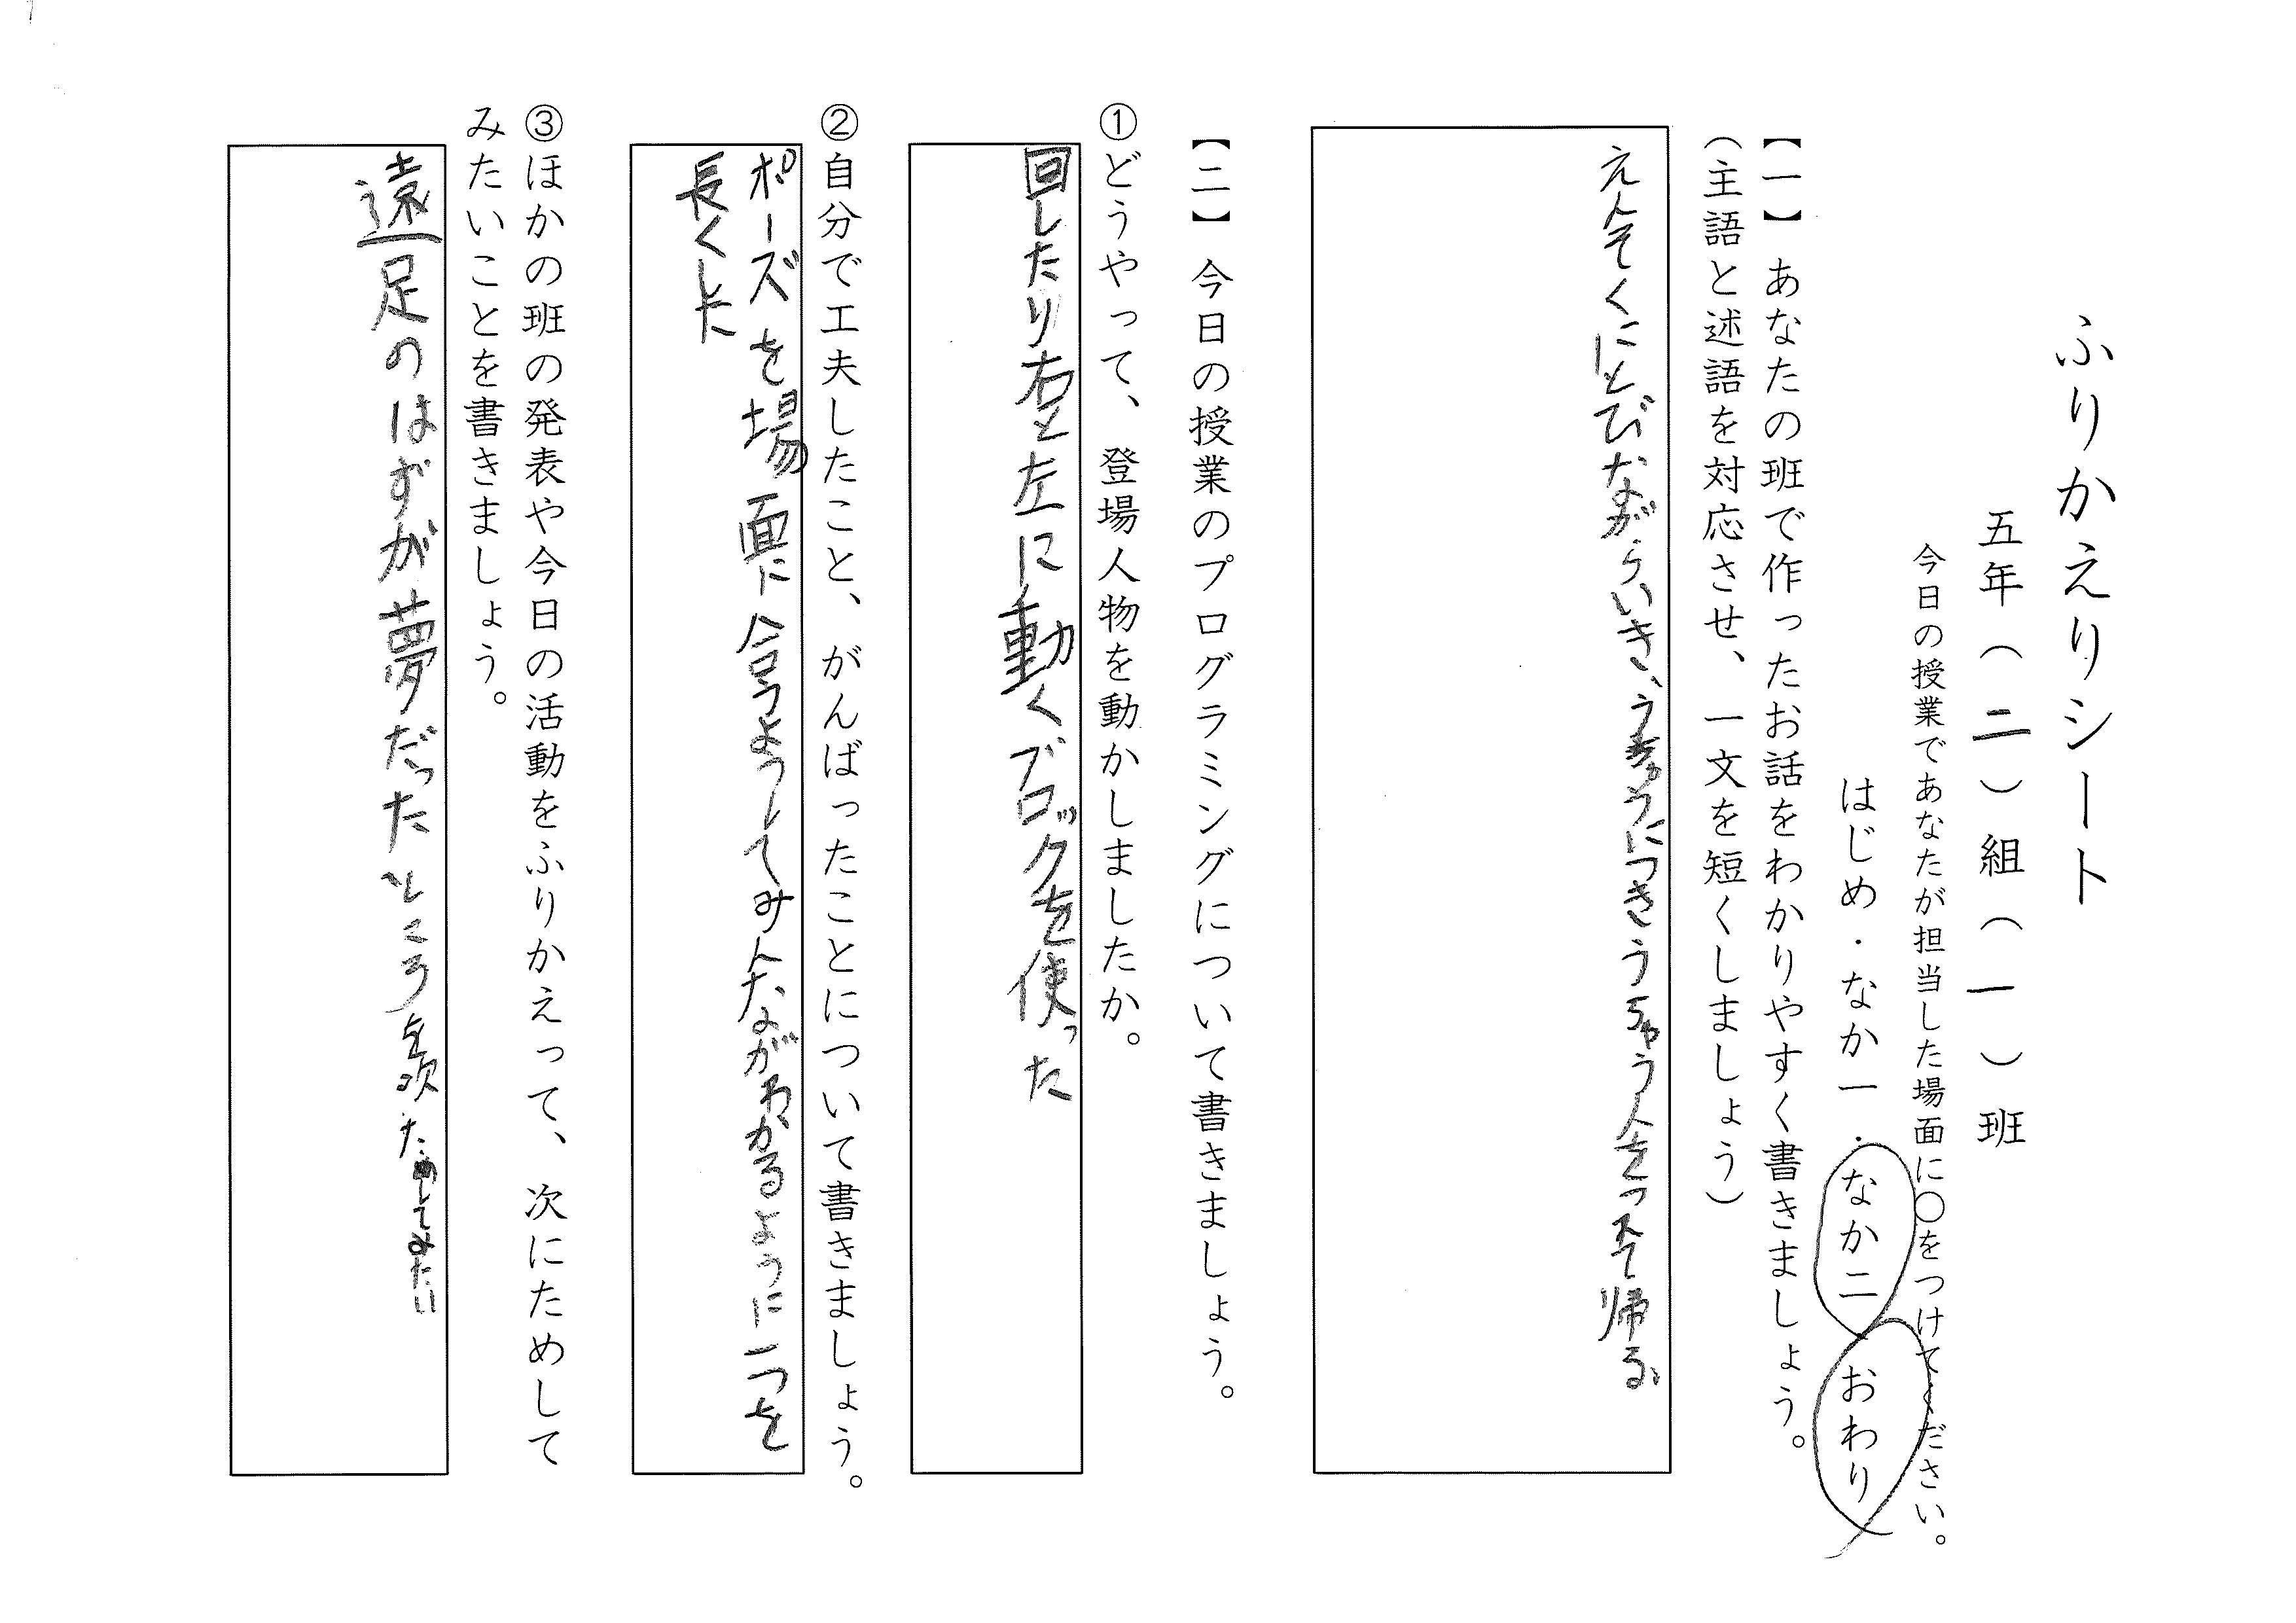 ふりかえりシート
五年（二）組（一）班
今日の授業であなたが担当した場面に〇をつけてください。
はじめ・なか一・なか二・おわり
【一】あなたの班で作ったお話をわかりやすく書きましょう。
（主語と述語を対応させ、一文を短くしましょう）
えんそくにとびながらいき、うちゅうにつきうちゅう人をつれて帰る。
【二】今日の授業のプログラミングについて書きましょう。
①どうやって、登場人物を動かしましたか。
回したり右と左に動くブロックを使った
②自分で工夫したこと、がんばったことについて書きましょう。
ポーズを場面に合うようしてみんながわかるように一つを
長くした
③ほかの班の発表や今日の活動をふりかえって、次にためして
みたいことを書きましょう。
遠足のはずが夢だったところを次ためしてみたい